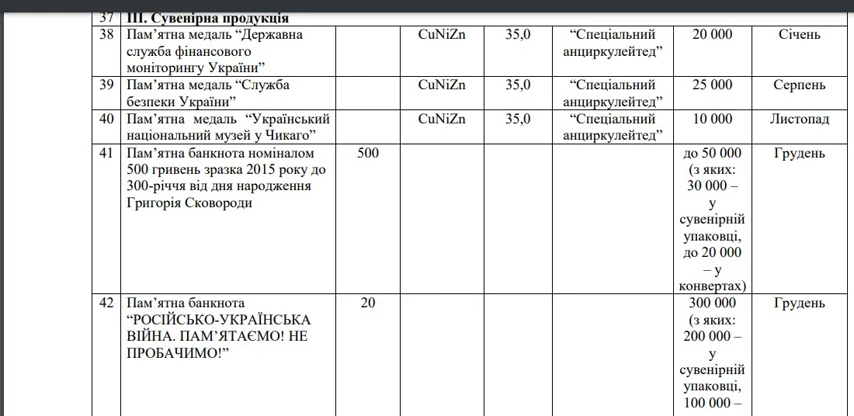 37 III. Сувенірна продукція
38 Пам’ятна медаль “Державна CuNiZn 35,0 “Спеціальний 20 000 Січень
служба фінансового анциркулейтед”
моніторингу України”
39 Пам’ятна медаль “Служба CuNiZn 35,0 “Спеціальний 25 000 Серпень
безпеки України” анциркулейтед”
40 Пам’ятна медаль “Український CuNiZn 35,0 “Спеціальний 10 000 Листопад
національний музей у Чикаго” анциркулейтед”
41 Пам’ятна банкнота номіналом 500 до 50 000 Грудень
500 гривень зразка 2015 року до (з яких:
300-річчя від дня народження 30 000 –
Григорія Сковороди у
сувенірній
упаковці,
до 20 000
– у
конвертах)
42 Пам’ятна банкнота 20 300 000 Грудень
“РОСІЙСЬКО-УКРАЇНСЬКА (з яких:
ВІЙНА. ПАМ’ЯТАЄМО! НЕ 200 000 –
ПРОБАЧИМО!” у
сувенірній
упаковці,
100 000 –